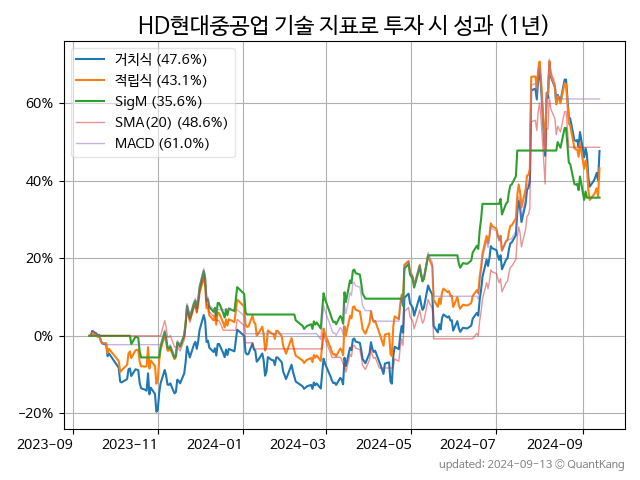 HD현대중공업 기술 지표로 투자 시 성과 (1년)
거치식 (47.6%)
적립식 (43.1%)
SigM (35.6%)
SMA(20) (48.6%)
MACD (61.0%)
60%
40%
20%
0%
−20%
2023-09 2023-11 2024-01 2024-03 2024-05 2024-07 2024-09
updated: 2024-09-13 © QuantKang